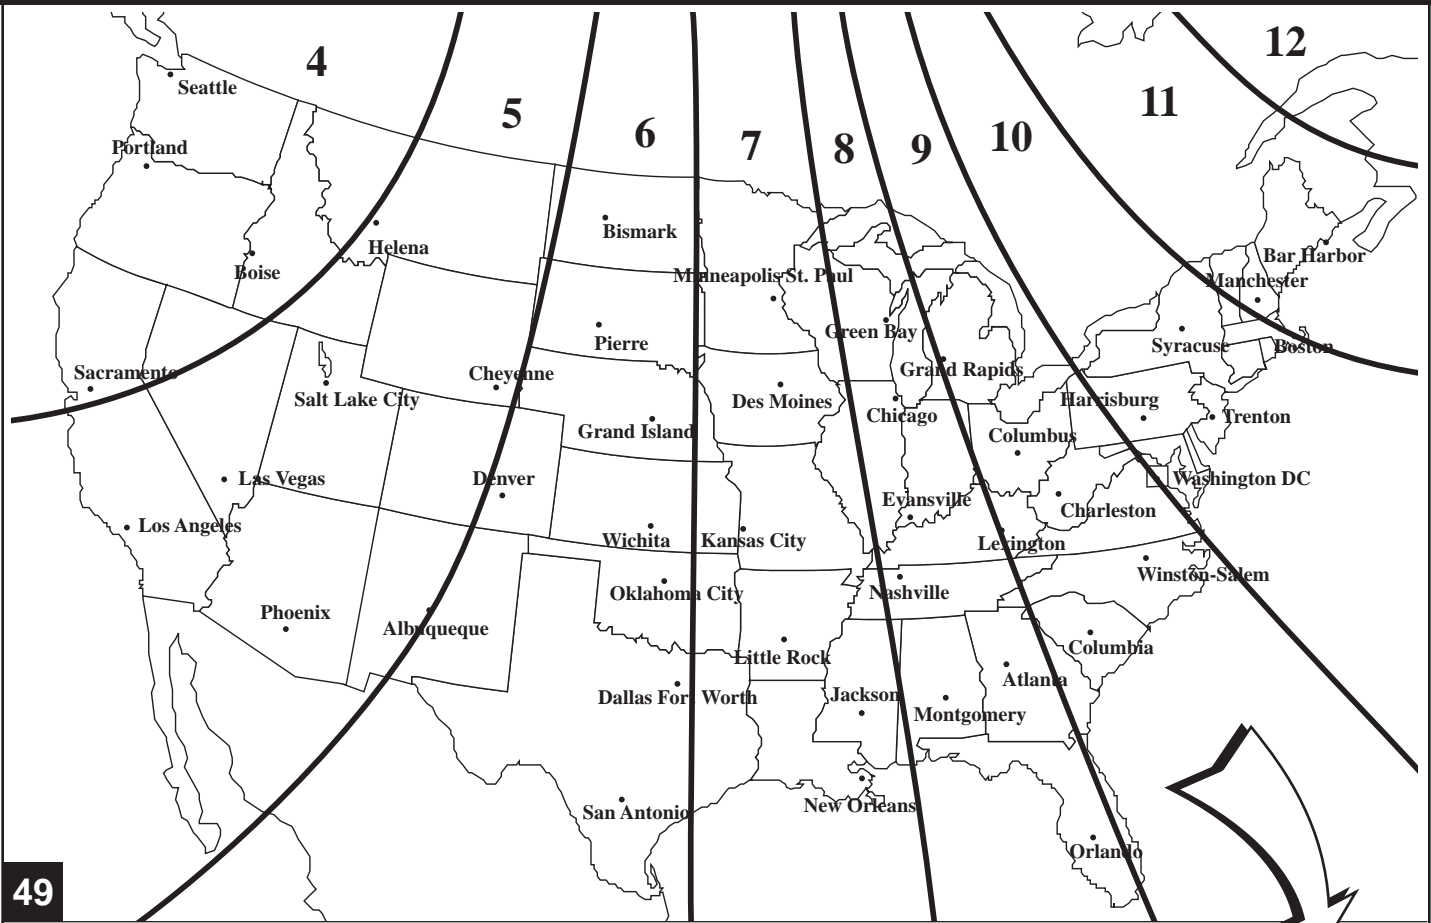 4
5
6
7
8
9
10
11
12
Seattle
Portland
Helena
Boise
Bismark
Minneapolis St. Paul
Bar Harbor
Manchester
Pierre
Green Bay
Syracuse
Boston
Sacramento
Cheyenne
Grand Rapids
Salt Lake City
Des Moines
Chicago
Harrisburg
Trenton
Grand Island
Columbus
Las Vegas
Denver
Washington DC
Los Angeles
Evansville
Charleston
Wichita
Kansas City
Lexington
Oklahoma City
Nashville
Winston-Salem
Phoenix
Albuqueque
Little Rock
Columbia
Dallas Fort Worth
Jackson
Atlanta
Montgomery
San Antonio
New Orleans
Orlando
49